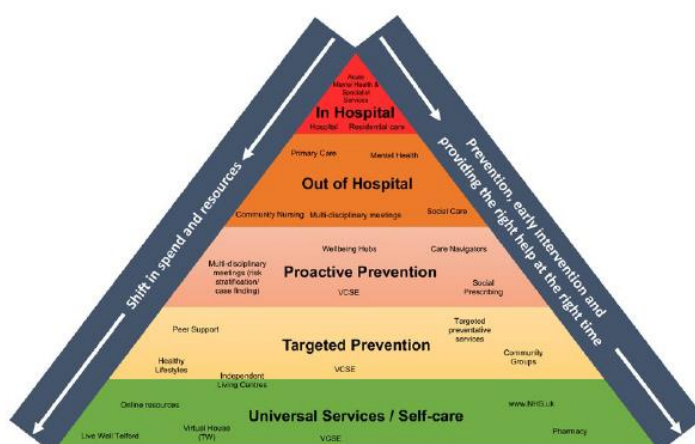 Acute
Mental Health &
Specialist
Services
In Hospital
Hospital Residential care
Primary Care
Mental Health
Out of Hospital
Community Nursing
Multi-disciplinary meetings
Social Care
Wellbeing Hubs
Care Navigators
Multi-disciplinary
meetings (risk
stratification/
case finding)
Proactive Prevention
VCSE
Social
Prescribing
Peer Support
Targeted
preventative
services
Targeted Prevention
Healthy
Lifestyles
VCSE
Community
Groups
Independent
Living Centres
Online resources
www.NHS.uk
Universal Services / Self-care
Live Well Telford
Virtual House
(TW)
VCSE
Pharmacy
Shift in spend and resources
Prevention, early intervention and
providing the right help at the right time